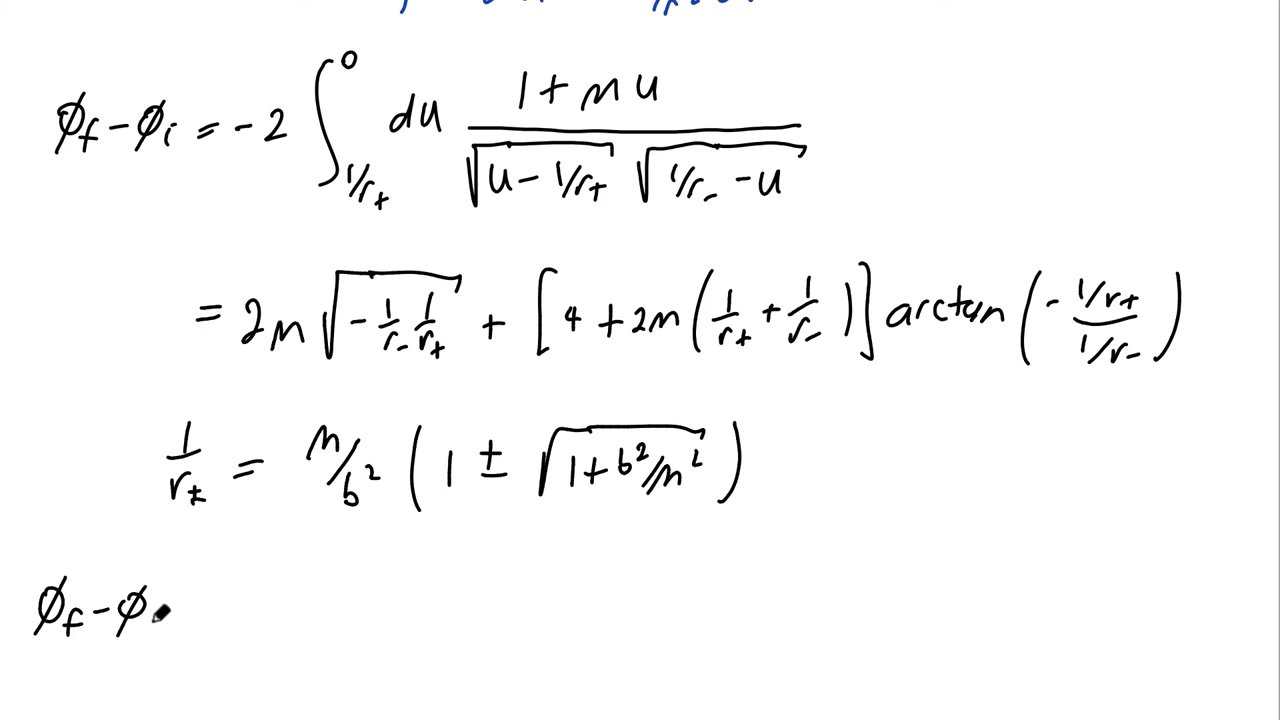 ϕf − ϕi = −2 ∫_{1/r+}^{0} du (1 + m u) / (√(u − 1/r+) √(1/r− − u))
= 2m √(− 1/r− 1/r+) + [4 + 2m (1/r+ + 1/r−)] arctan (− (1/r+)/(1/r−))
1/r± = m/b² (1 ± √(1 + b²/m²))
ϕf − ϕ